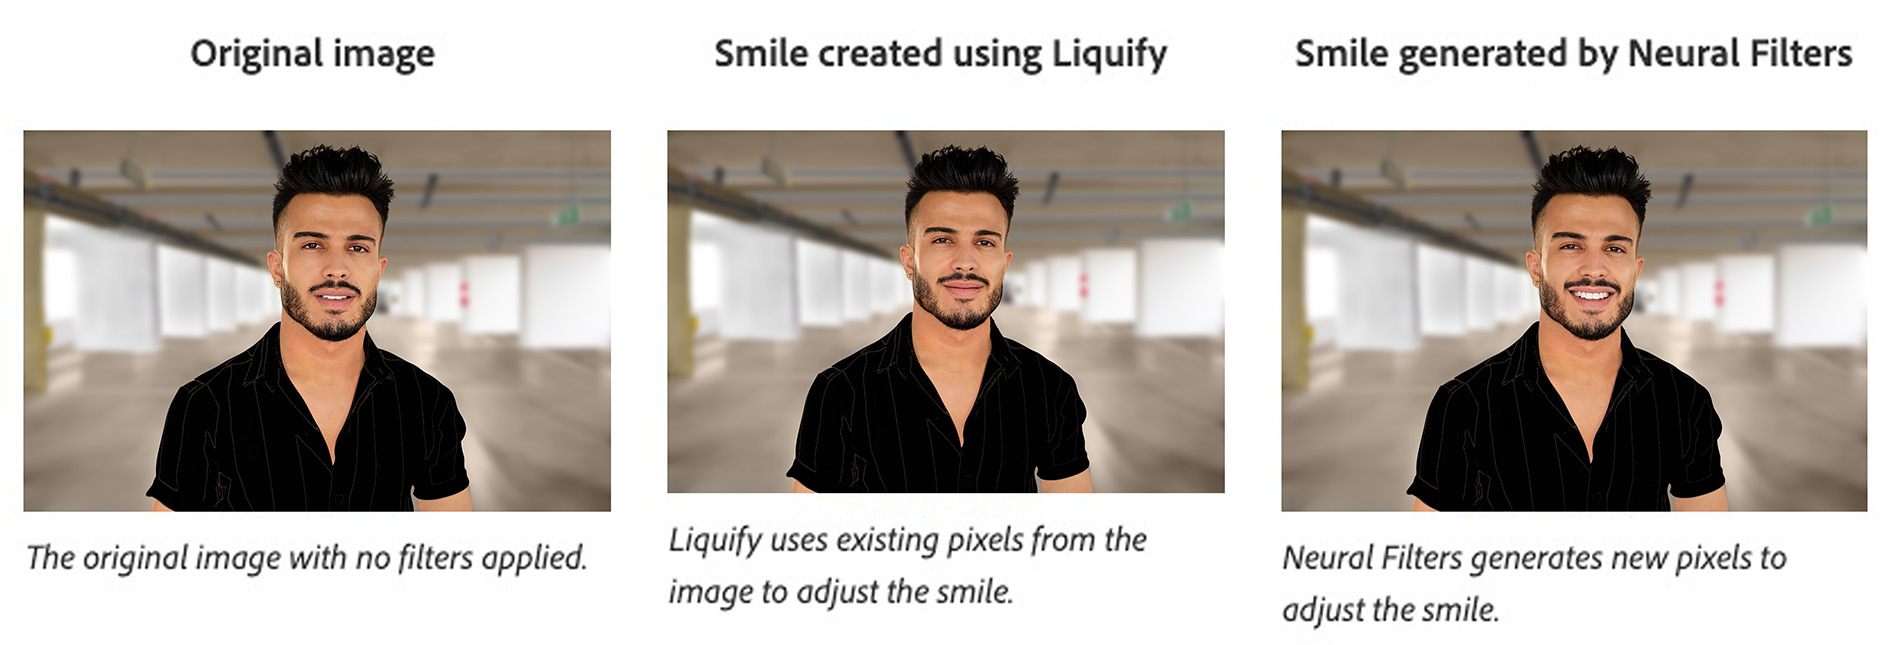 Original image
Smile created using Liquify
Smile generated by Neural Filters
The original image with no filters applied.
Liquify uses existing pixels from the
image to adjust the smile.
Neural Filters generates new pixels to
adjust the smile.